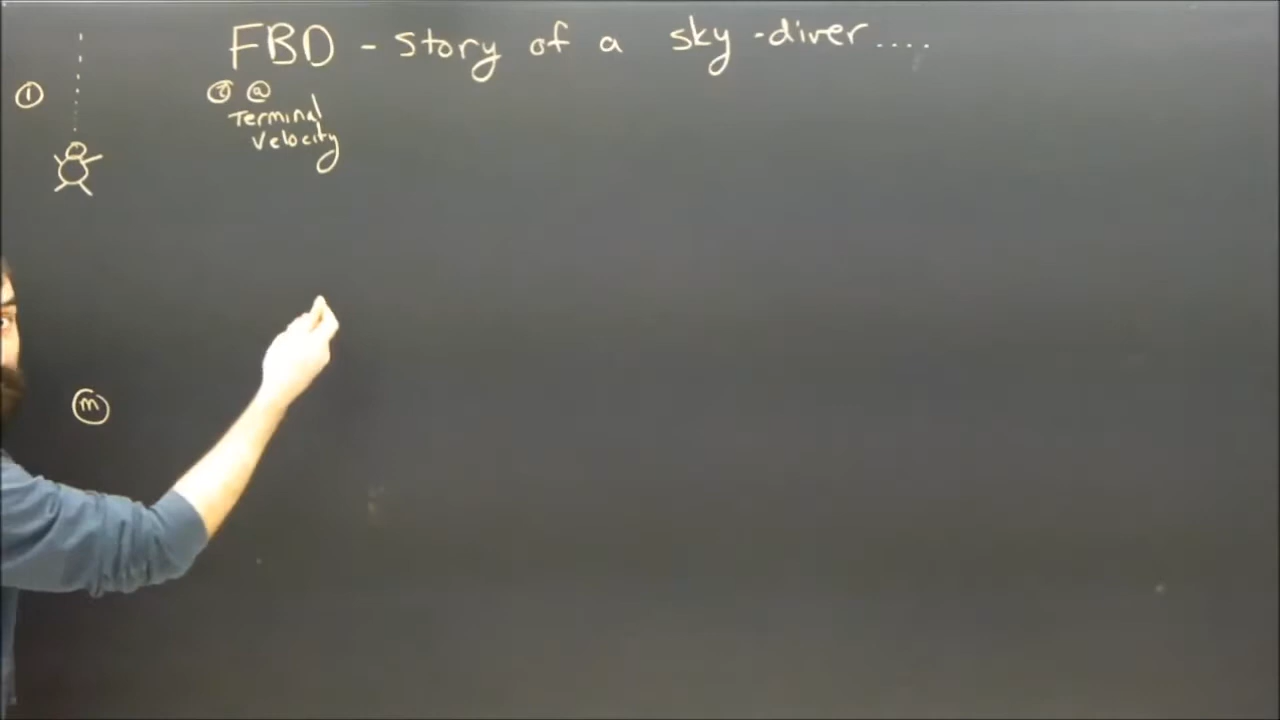 FBD - Story of a sky-diver....
①
② @
Terminal
Velocity
m